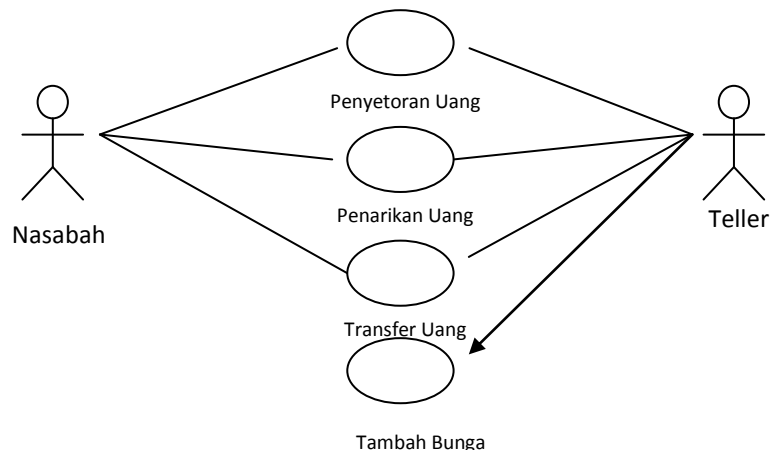 Penyetoran Uang
Penarikan Uang
Nasabah
Teller
Transfer Uang
Tambah Bunga